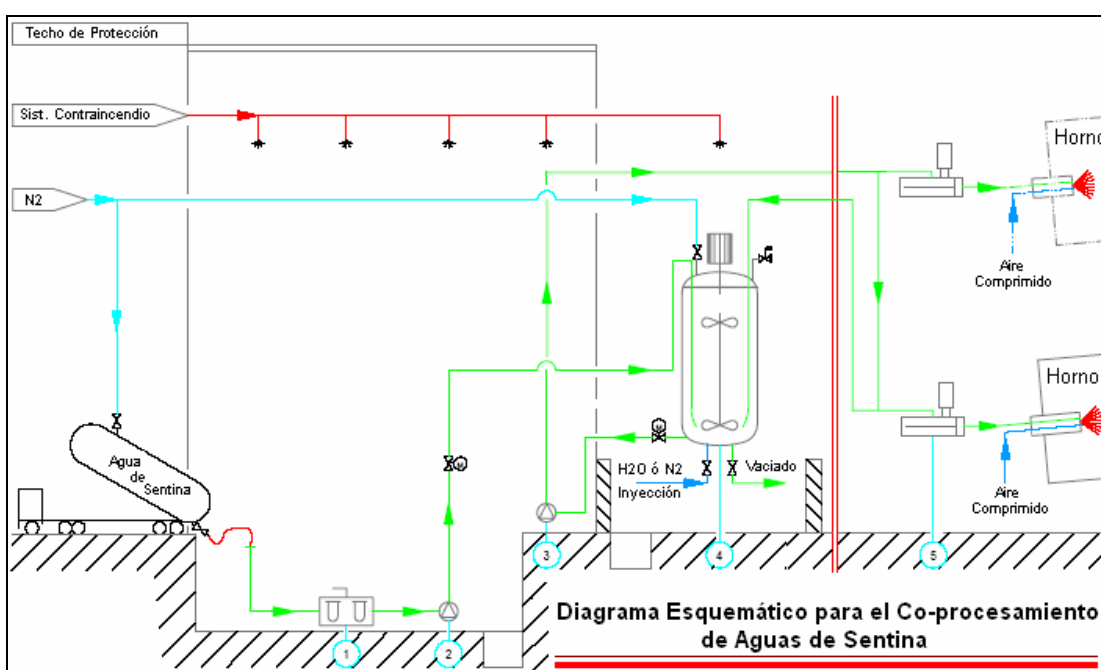 Techo de Protección
Sist. Contraincendio
N2
Horno
Aire
Comprimido
Horno
Agua
de
Sentina
H2O ó N2
Inyección
Vaciado
Aire
Comprimido
3
4
5
1
2
Diagrama Esquemático para el Co-procesamiento
de Aguas de Sentina